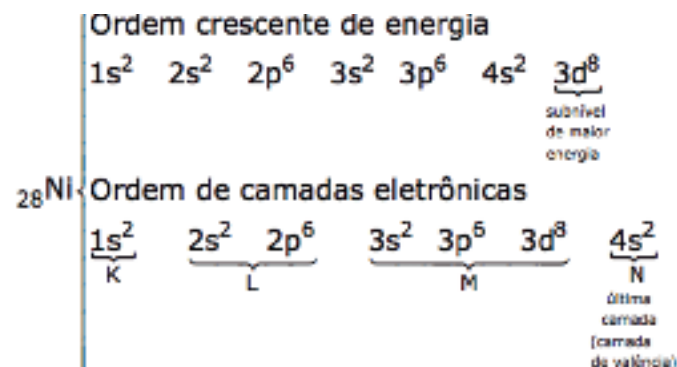 Ordem crescente de energia
1s² 2s² 2p⁶ 3s² 3p⁶ 4s² 3d⁸
subnível
de maior
energia
₂₈Ni
Ordem de camadas eletrônicas
1s² 2s² 2p⁶ 3s² 3p⁶ 3d⁸ 4s²
K L M N
última
camada
(camada
de valência)